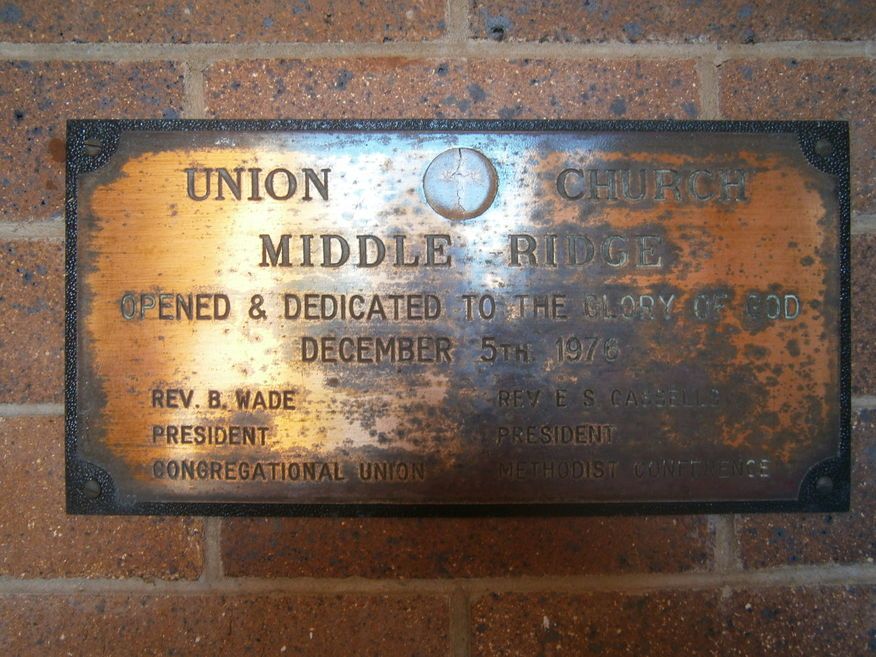 UNION CHURCH
MIDDLE RIDGE
OPENED & DEDICATED TO THE GLORY OF GOD
DECEMBER 5TH. 1976
REV. B. WADE
PRESIDENT
CONGREGATIONAL UNION
REV. E. S. CASSELLS
PRESIDENT
METHODIST CONFERENCE